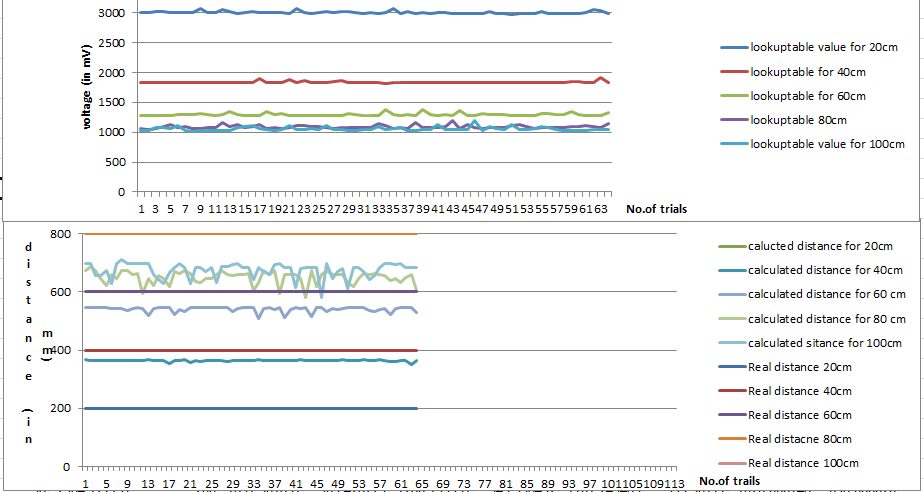 3000
2500
2000
1500
1000
500
0
voltage (in mV)
1 3 5 7 9 11 13 15 17 19 21 23 25 27 29 31 33 35 37 39 41 43 45 47 49 51 53 55 57 59 61 63
No.of trials
lookuptable value for 20cm
lookuptable for 40cm
lookuptable for 60cm
lookuptable 80cm
lookuptable value for 100cm
800
600
400
200
0
distance (in mm)
1 5 9 13 17 21 25 29 33 37 41 45 49 53 57 61 65 69 73 77 81 85 89 93 97 101 105 109 113
No.of trails
calucted distance for 20cm
calculated distance for 40cm
calculated distance for 60 cm
calculated distance for 80 cm
calculated sitance for 100cm
Real distance 20cm
Real distance 40cm
Real distance 60cm
Real distacne 80cm
Real distance 100cm